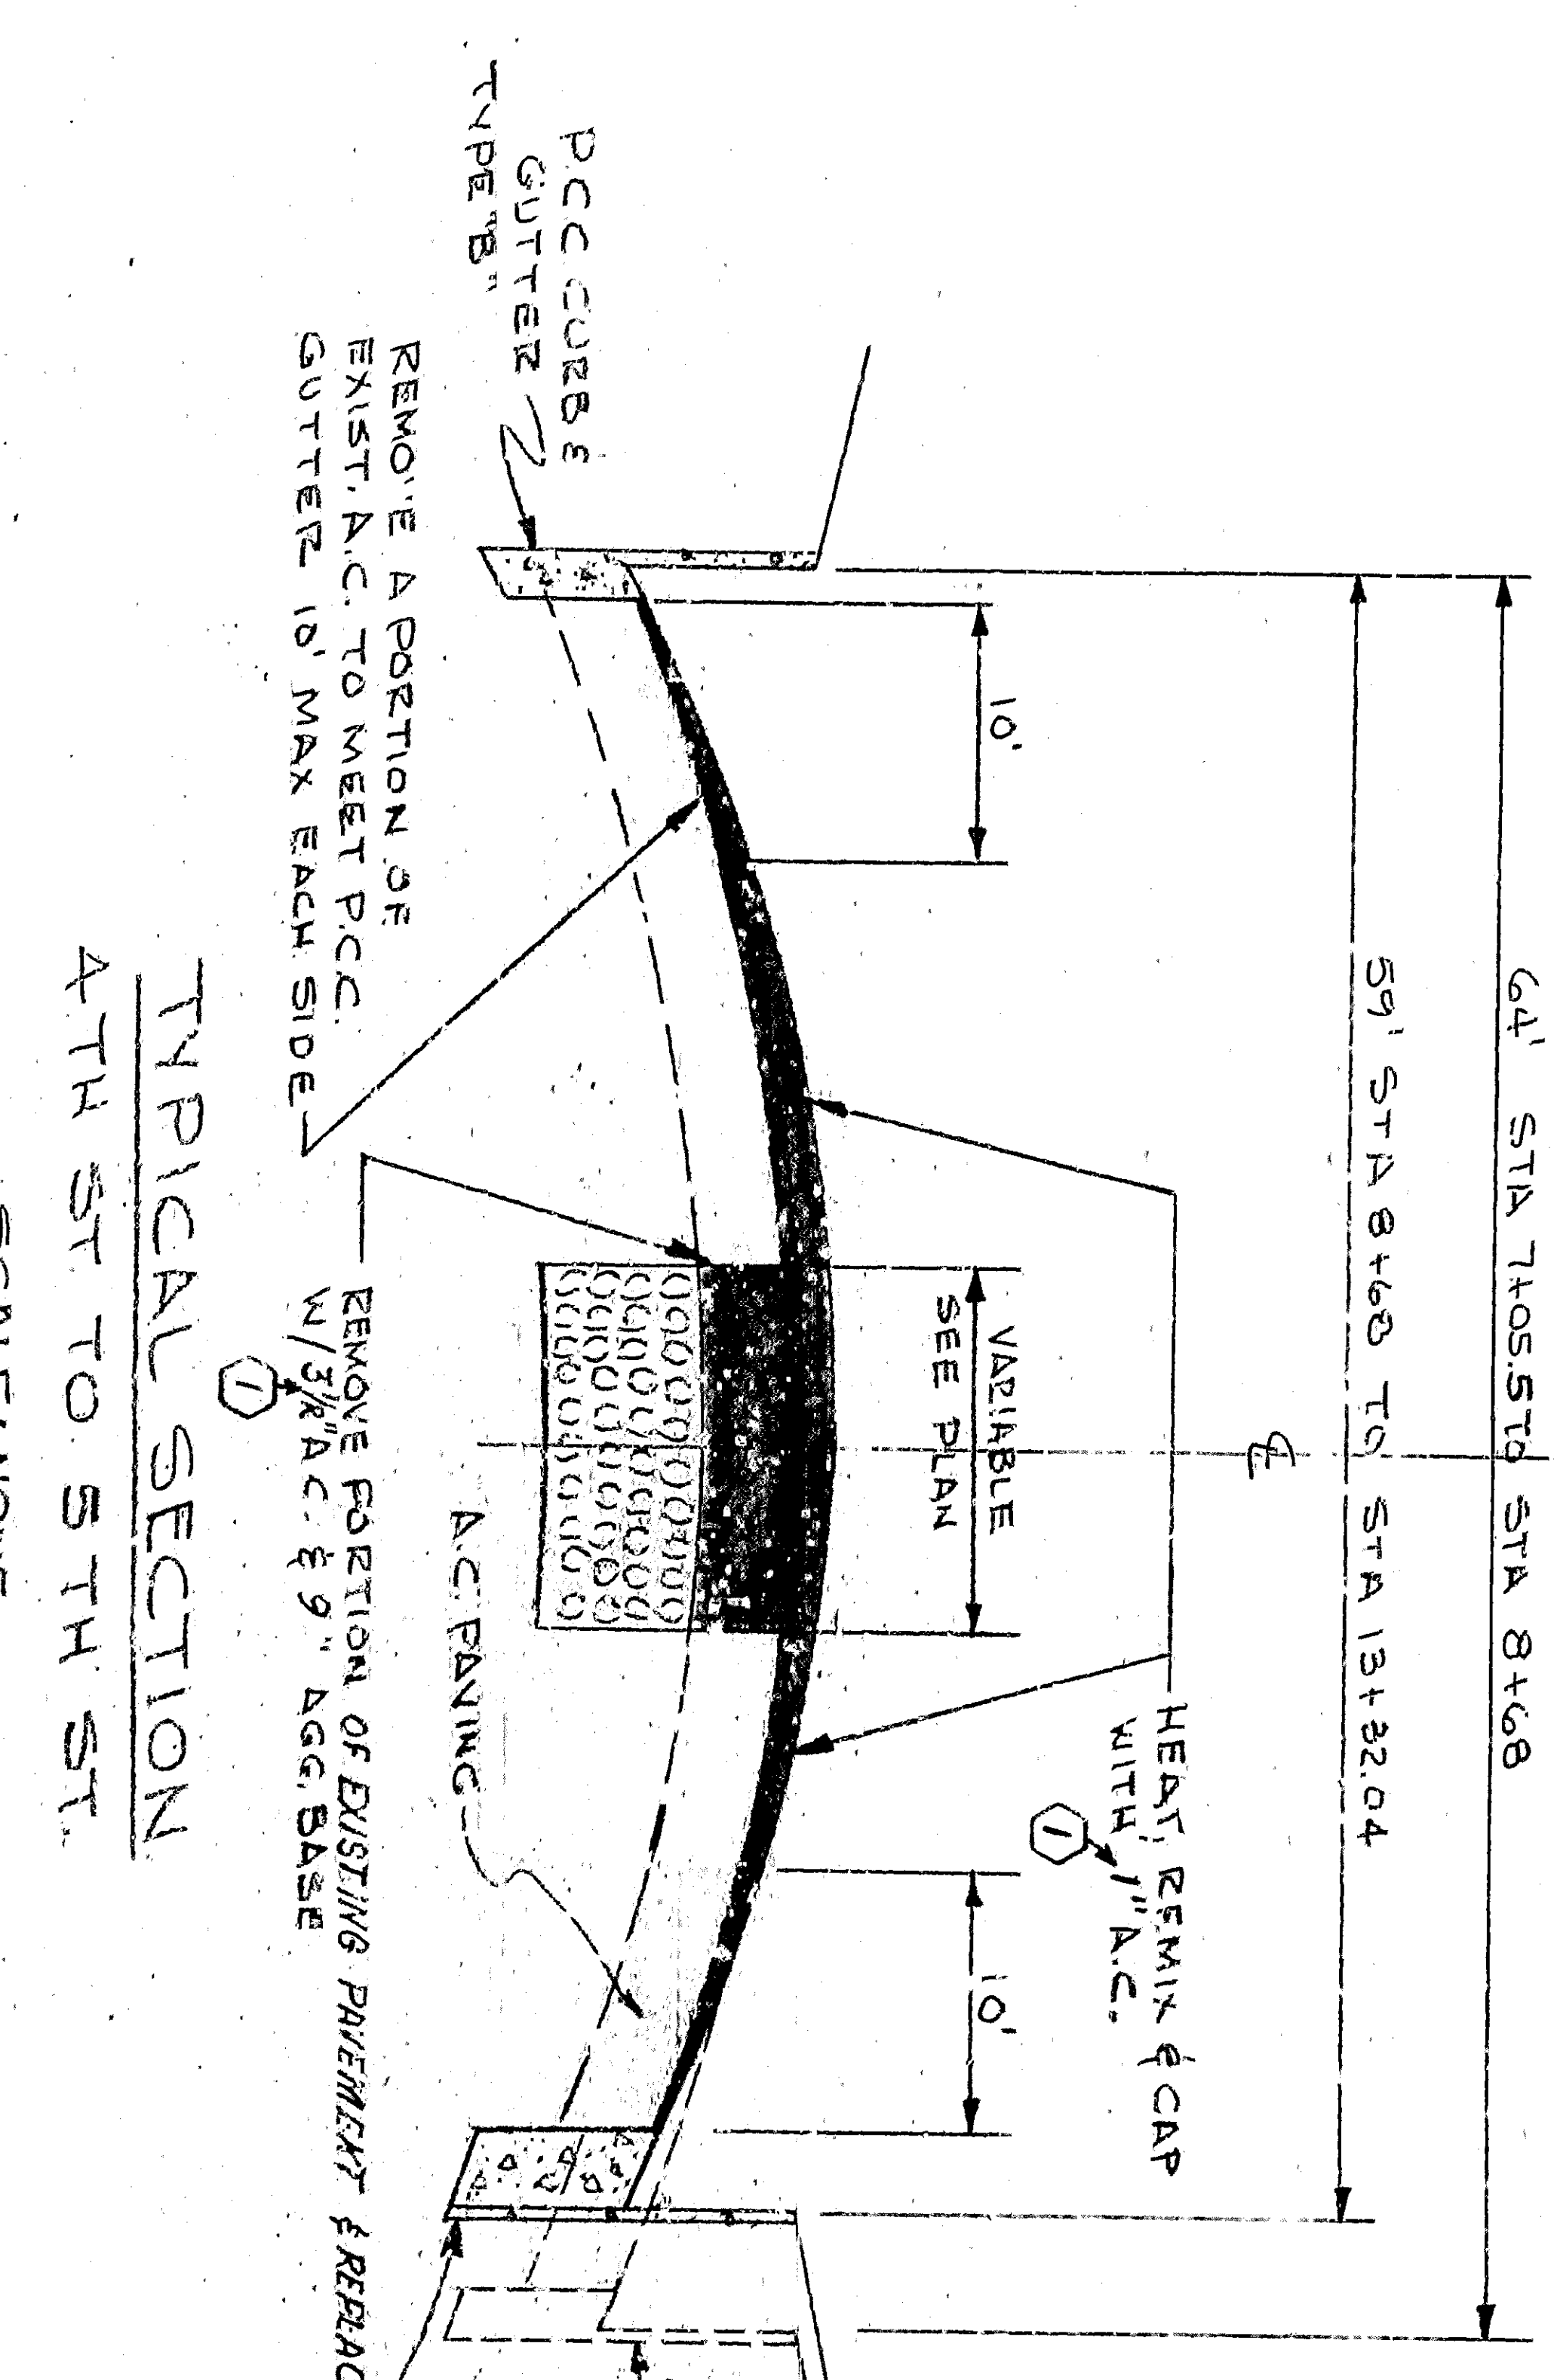 64' STA 7+05.5 TO STA 8+68
59' STA 8+68 TO STA 13+32.04
℄
HEAT, REMIX & CAP
WITH 1" A.C.
1
10'
VARIABLE
SEE PLAN
10'
P.C.C. CURB &
GUTTER
TYPE "B"
REMOVE A PORTION OF
EXIST. A.C. TO MEET P.C.C.
GUTTER 10' MAX EACH SIDE
A.C. PAVING
REMOVE PORTION OF EXISTING PAVEMENT & REPLAC
W/ A.C. & 9" AGG. BASE
1
TYPICAL SECTION
4TH ST TO 5TH ST.